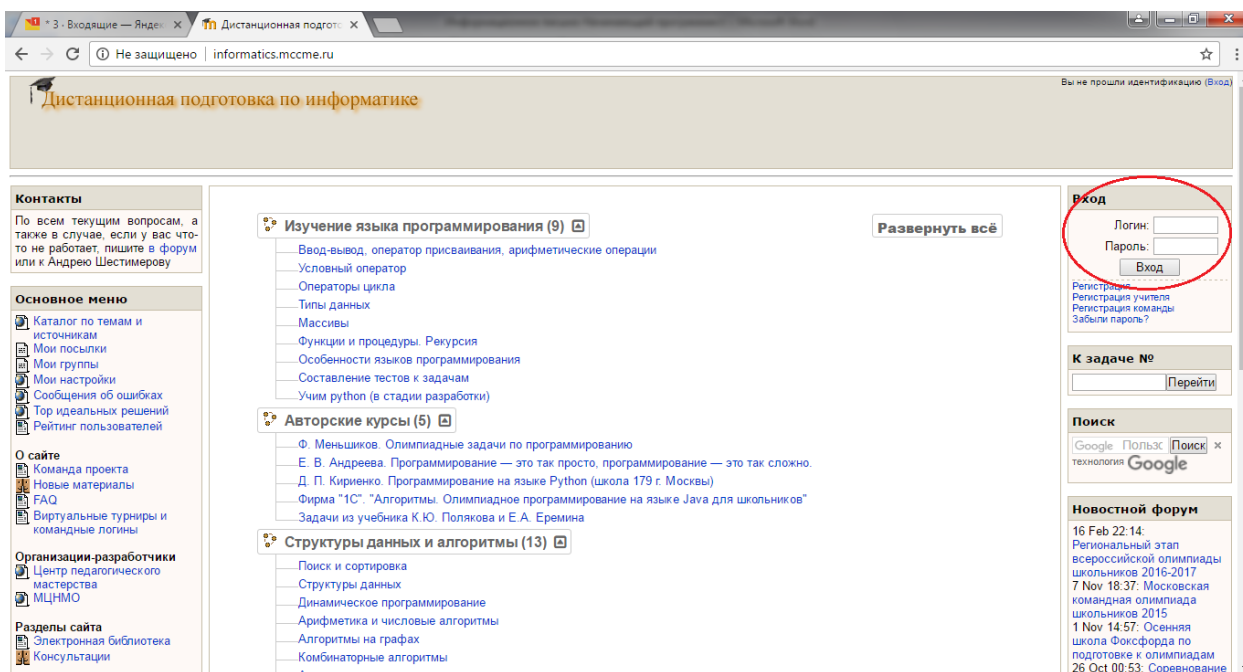 * 3 · Входящие — Яндек
Дистанционная подгото
Не защищено
informatics.mccme.ru
Вы не прошли идентификацию (Вход)
Дистанционная подготовка по информатике
Контакты
По всем текущим вопросам, а
также в случае, если у вас что-
то не работает, пишите в форум
или к Андрею Шестимерову
Основное меню
Каталог по темам и
источникам
Мои посылки
Мои группы
Мои настройки
Сообщения об ошибках
Top идеальных решений
Рейтинг пользователей
О сайте
Команда проекта
Новые материалы
FAQ
Виртуальные турниры и
командные логины
Организации-разработчики
Центр педагогического
мастерства
МЦНМО
Разделы сайта
Электронная библиотека
Консультации
Изучение языка программирования (9)
Развернуть всё
Ввод-вывод, оператор присваивания, арифметические операции
Условный оператор
Операторы цикла
Типы данных
Массивы
Функции и процедуры. Рекурсия
Особенности языков программирования
Составление тестов к задачам
Учим python (в стадии разработки)
Авторские курсы (5)
Ф. Меньшиков. Олимпиадные задачи по программированию
Е. В. Андреева. Программирование — это так просто, программирование — это так сложно.
Д. П. Кириенко. Программирование на языке Python (школа 179 г. Москвы)
Фирма "1С". "Алгоритмы. Олимпиадное программирование на языке Java для школьников"
Задачи из учебника К.Ю. Полякова и Е.А. Еремина
Структуры данных и алгоритмы (13)
Поиск и сортировка
Структуры данных
Динамическое программирование
Арифметика и числовые алгоритмы
Алгоритмы на графах
Комбинаторные алгоритмы
Вход
Логин:
Пароль:
Вход
Регистрация
Регистрация учителя
Регистрация команды
Забыли пароль?
К задаче №
Перейти
Поиск
Google Польз Поиск ×
технология Google
Новостной форум
16 Feb 22:14:
Региональный этап
всероссийской олимпиады
школьников 2016-2017
7 Nov 18:37: Московская
командная олимпиада
школьников 2015
1 Nov 14:57: Осенняя
школа Фоксфорда по
подготовке к олимпиадам
26 Oct 00:53: Соревнование